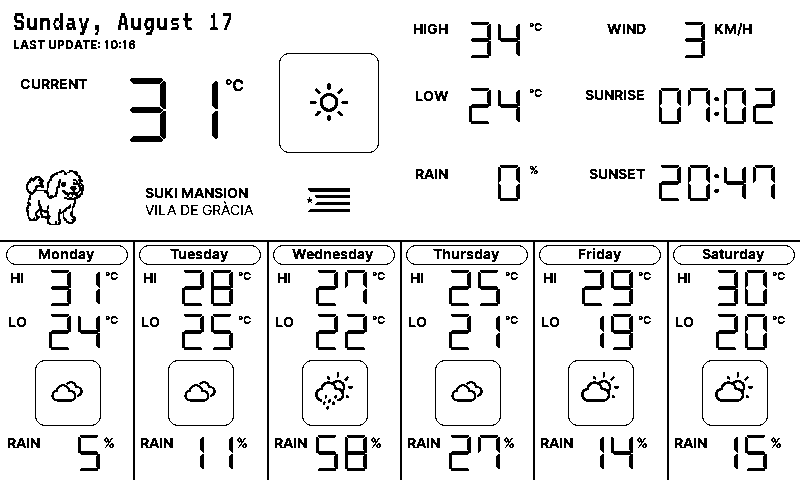 Sunday, August 17
LAST UPDATE: 10:16
CURRENT 31 °C
HIGH 34 °C
WIND 3 KM/H
LOW 24 °C
SUNRISE 07:02
RAIN 0 %
SUNSET 20:47
SUKI MANSION
VILA DE GRÀCIA
Monday
HI 31 °C
LO 24 °C
RAIN 5 %
Tuesday
HI 28 °C
LO 25 °C
RAIN 11 %
Wednesday
HI 27 °C
LO 22 °C
RAIN 58 %
Thursday
HI 25 °C
LO 21 °C
RAIN 27 %
Friday
HI 29 °C
LO 19 °C
RAIN 14 %
Saturday
HI 30 °C
LO 20 °C
RAIN 15 %